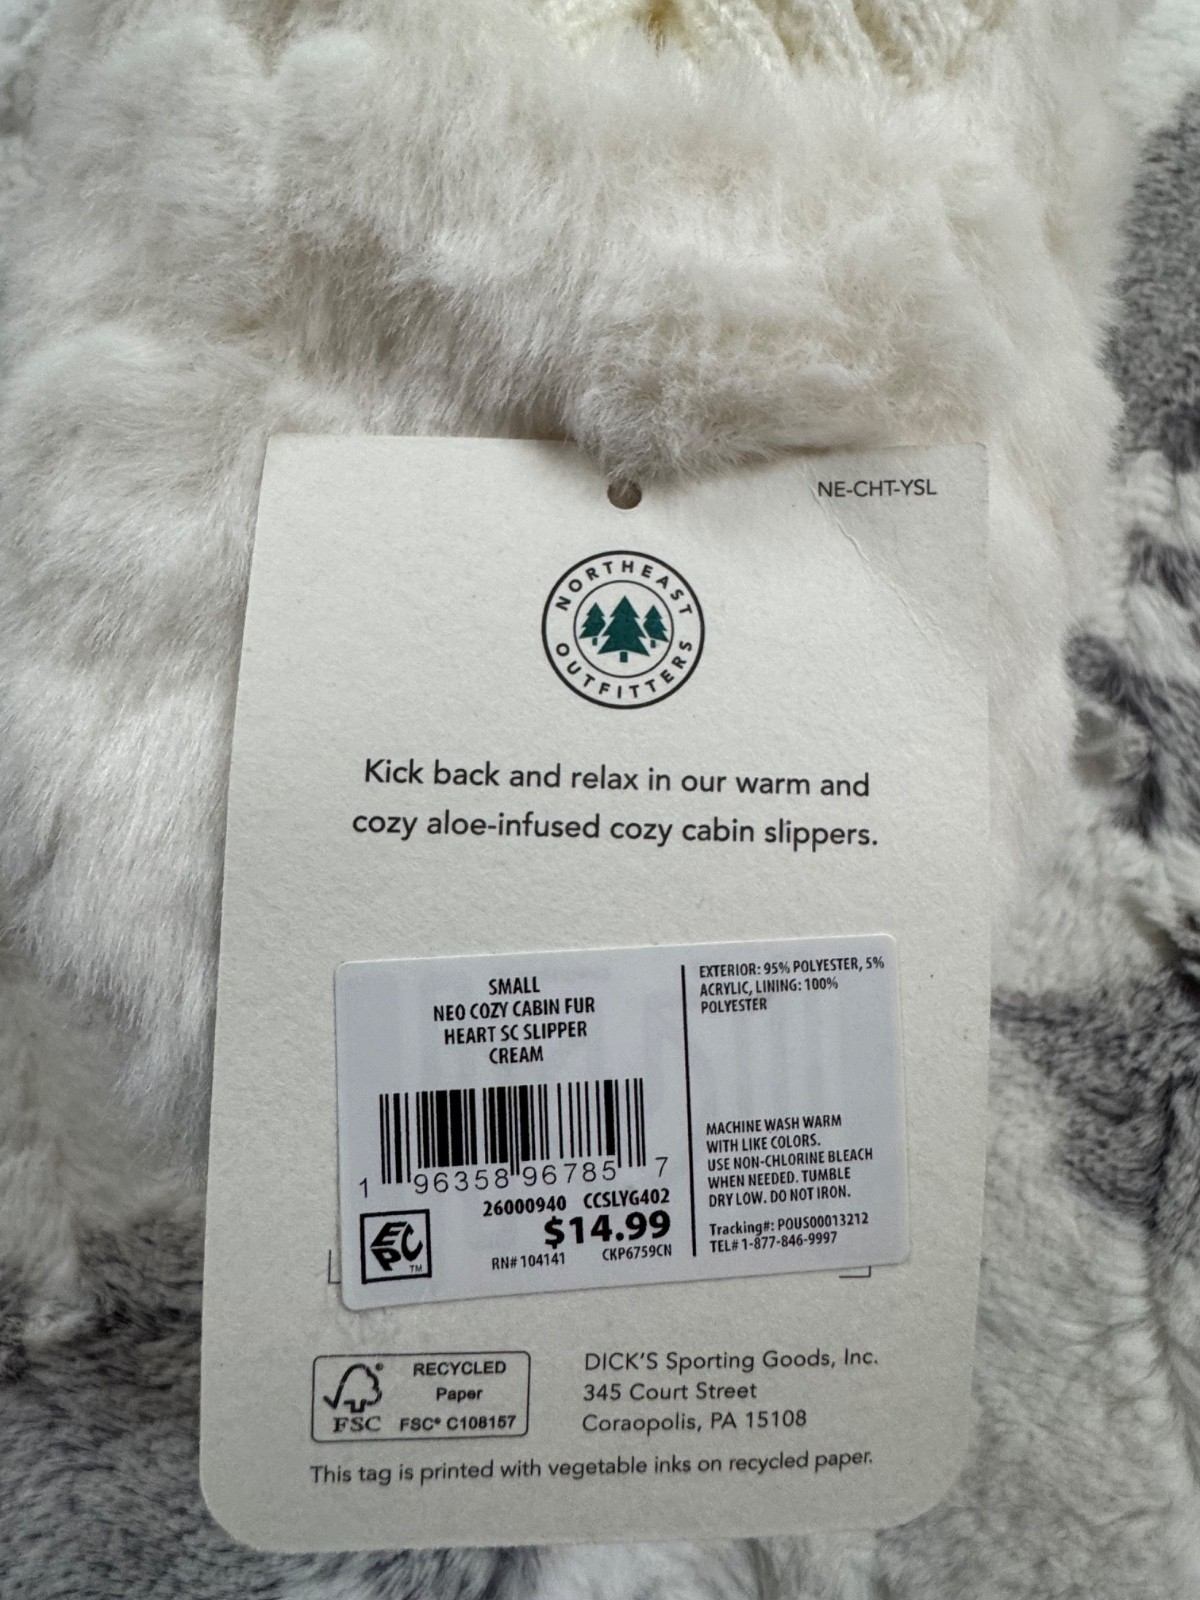 NE-CHT-YSL
NORTHEAST
OUTFITTERS
Kick back and relax in our warm and
cozy aloe-infused cozy cabin slippers.
SMALL
NEO COZY CABIN FUR
HEART SC SLIPPER
CREAM
1 96358 96785 7
26000940 CCSLYG402
$14.99
RN# 104141 CKP6759CN
EPC TM
EXTERIOR: 95% POLYESTER, 5%
ACRYLIC, LINING: 100%
POLYESTER
MACHINE WASH WARM
WITH LIKE COLORS.
USE NON-CHLORINE BLEACH
WHEN NEEDED. TUMBLE
DRY LOW. DO NOT IRON.
Tracking#: POUS00013212
TEL# 1-877-846-9997
RECYCLED
Paper
FSC FSC® C108157
DICK'S Sporting Goods, Inc.
345 Court Street
Coraopolis, PA 15108
This tag is printed with vegetable inks on recycled paper.